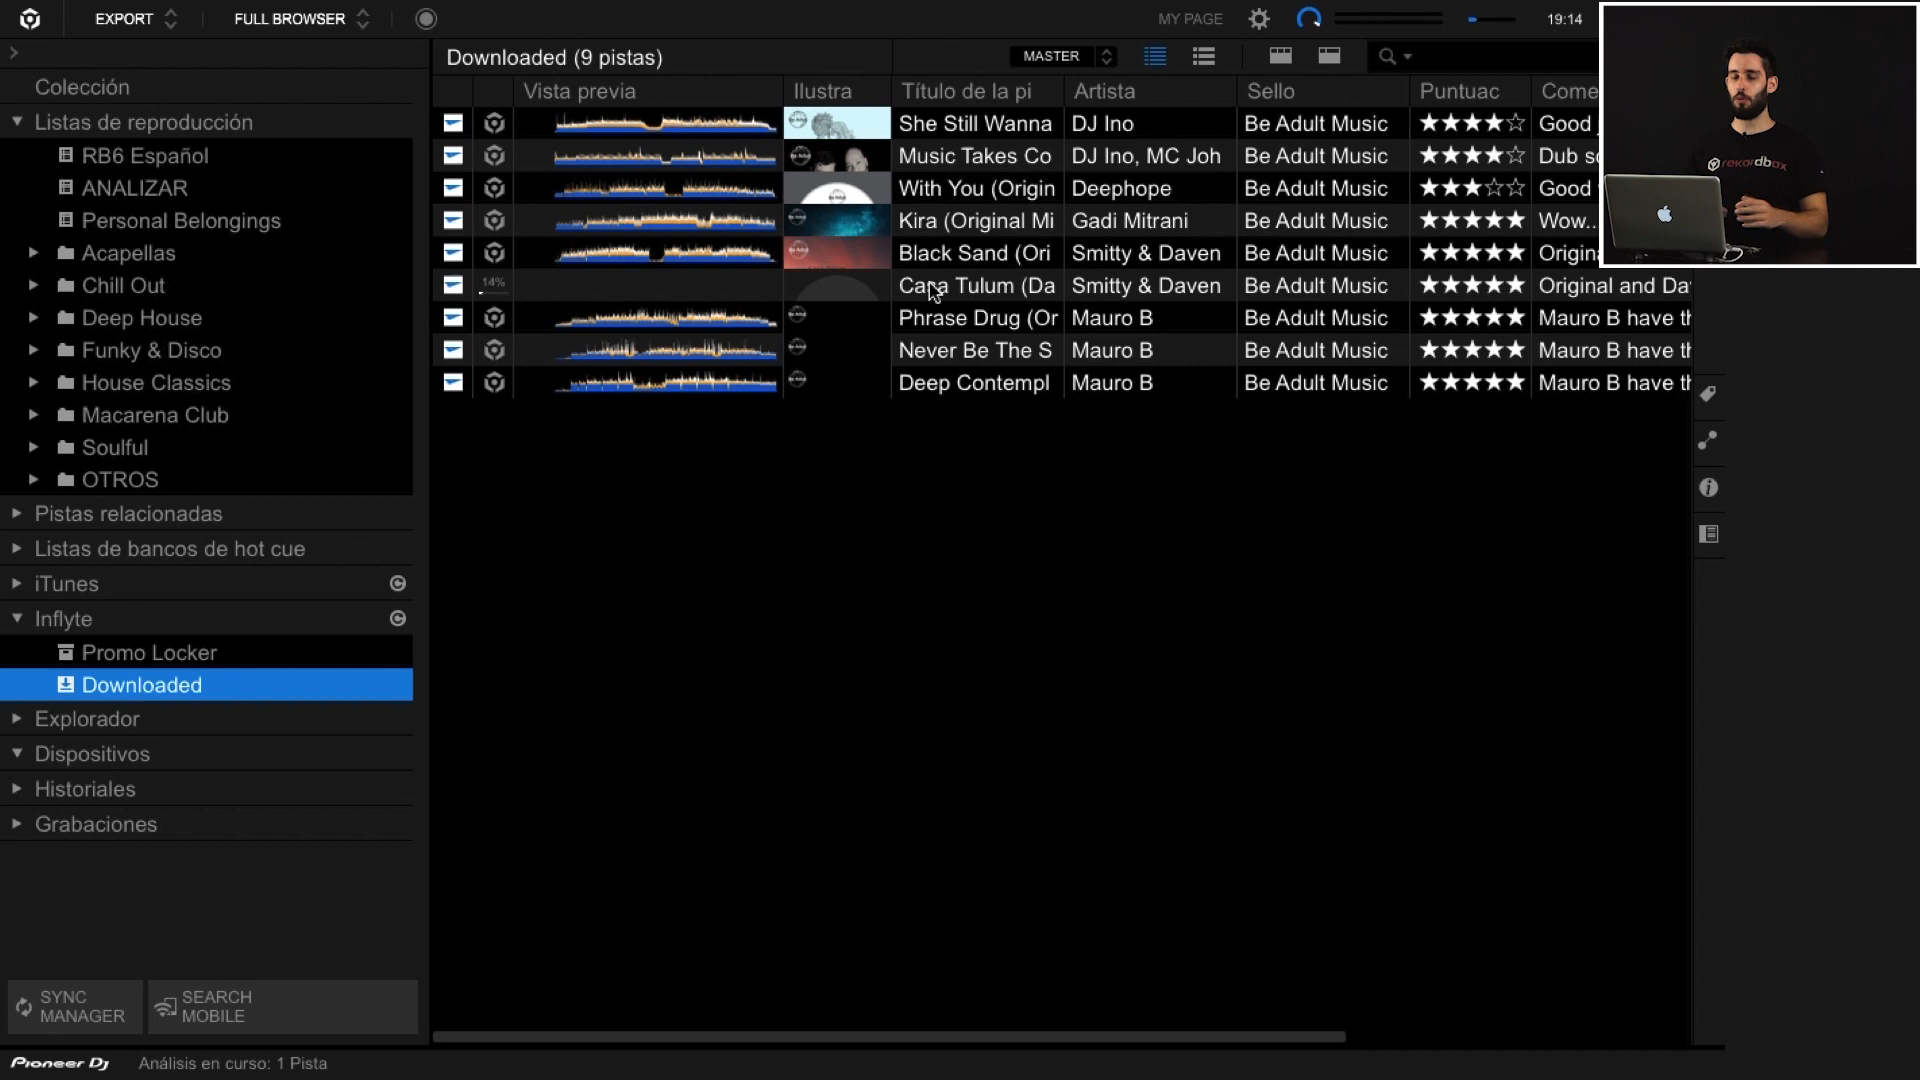 EXPORT FULL BROWSER MY PAGE 19:14
Downloaded (9 pistas) MASTER
Vista previa Ilustra Título de la pi Artista Sello Puntuac Come
She Still Wanna DJ Ino Be Adult Music ★★★★☆ Good
Music Takes Co DJ Ino, MC Joh Be Adult Music ★★★★☆ Dub so
With You (Origin Deephope Be Adult Music ★★★☆☆ Good
Kira (Original Mi Gadi Mitrani Be Adult Music ★★★★★ Wow..
Black Sand (Ori Smitty & Daven Be Adult Music ★★★★★ Origina
14% Casa Tulum (Da Smitty & Daven Be Adult Music ★★★★★ Original and Da
Phrase Drug (Or Mauro B Be Adult Music ★★★★★ Mauro B have th
Never Be The S Mauro B Be Adult Music ★★★★★ Mauro B have th
Deep Contempl Mauro B Be Adult Music ★★★★★ Mauro B have th
Colección
Listas de reproducción
RB6 Español
ANALIZAR
Personal Belongings
Acapellas
Chill Out
Deep House
Funky & Disco
House Classics
Macarena Club
Soulful
OTROS
Pistas relacionadas
Listas de bancos de hot cue
iTunes
Inflyte
Promo Locker
Downloaded
Explorador
Dispositivos
Historiales
Grabaciones
SYNC
MANAGER
SEARCH
MOBILE
Pioneer Dj Análisis en curso: 1 Pista
rekordbox